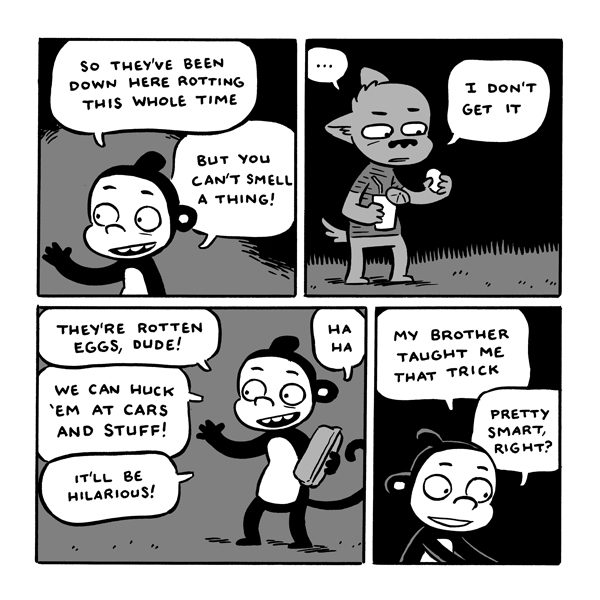 SO THEY'VE BEEN
DOWN HERE ROTTING
THIS WHOLE TIME
BUT YOU
CAN'T SMELL
A THING!
...
I DON'T
GET IT
THEY'RE ROTTEN
EGGS, DUDE!
WE CAN HUCK
'EM AT CARS
AND STUFF!
IT'LL BE
HILARIOUS!
HA
HA
MY BROTHER
TAUGHT ME
THAT TRICK
PRETTY
SMART,
RIGHT?